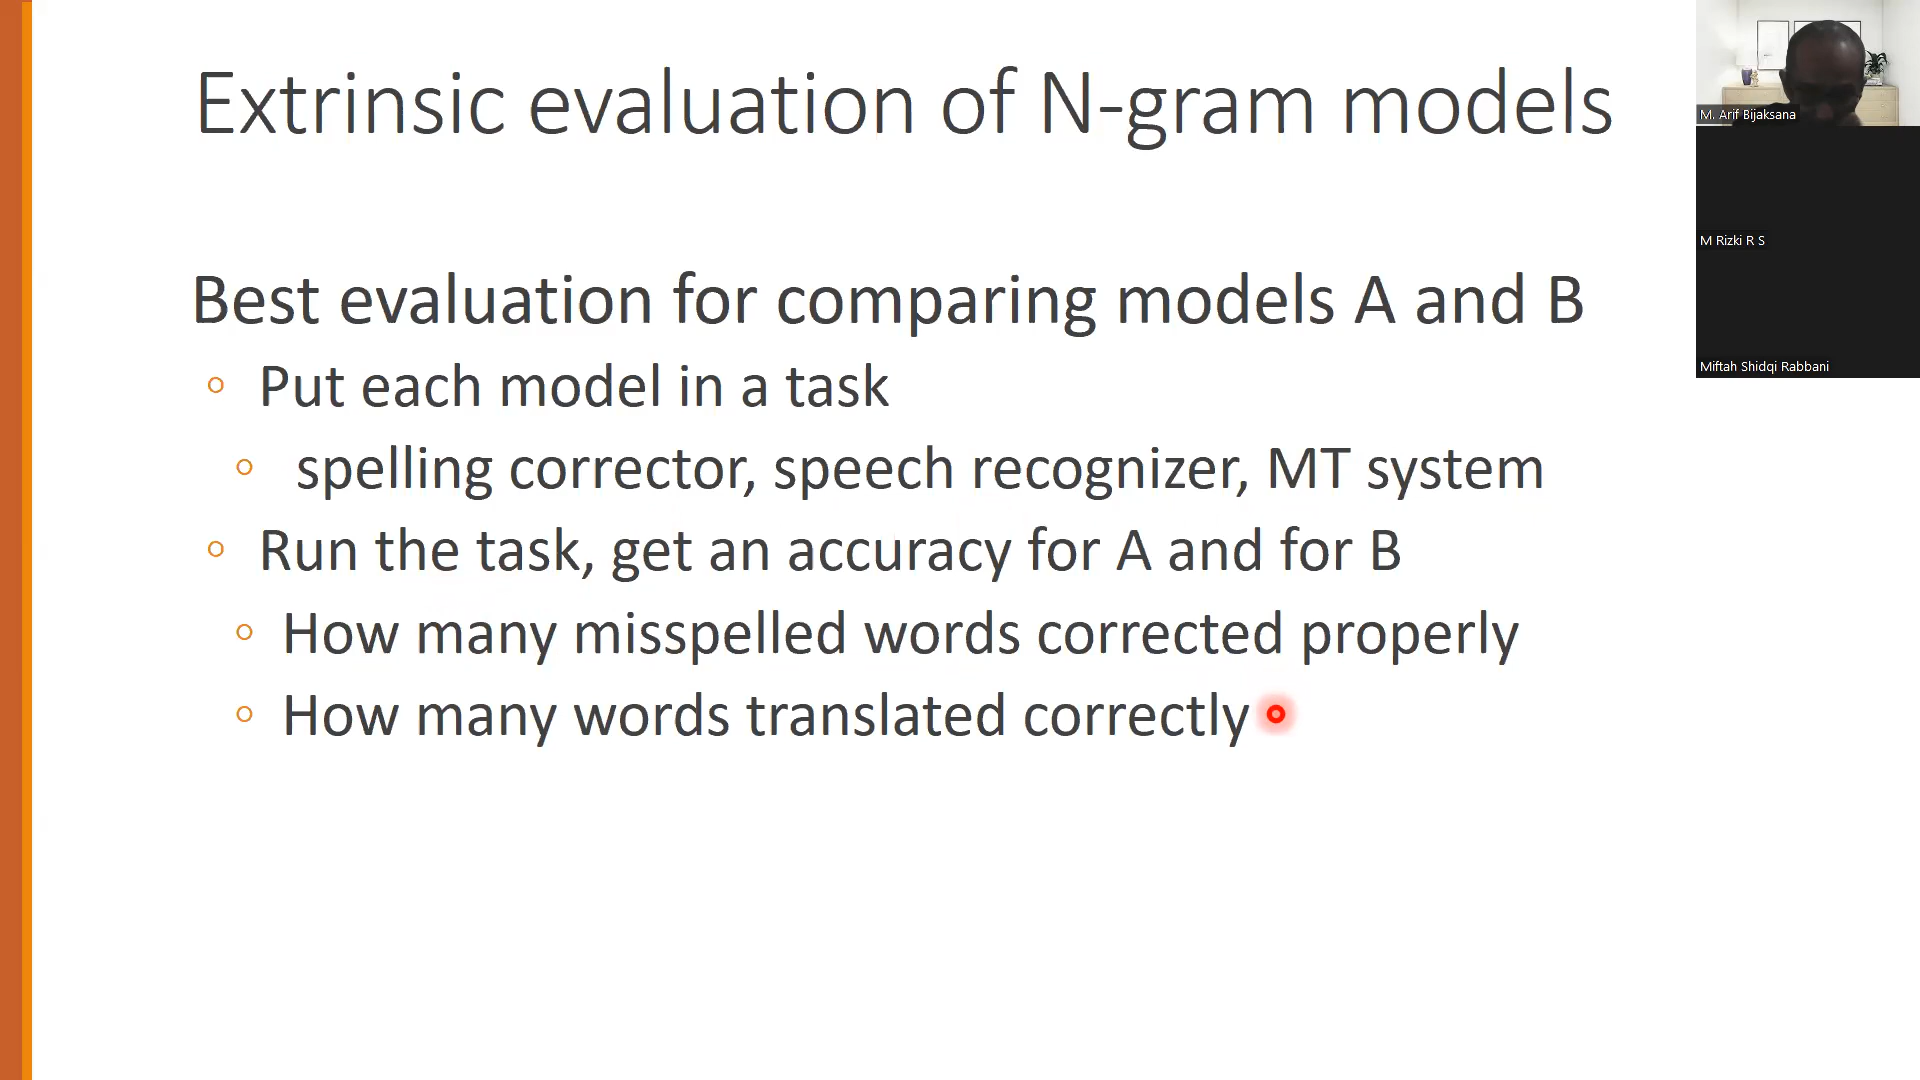 Extrinsic evaluation of N-gram models
Best evaluation for comparing models A and B
Put each model in a task
spelling corrector, speech recognizer, MT system
Run the task, get an accuracy for A and for B
How many misspelled words corrected properly
How many words translated correctly
M. Arif Bijaksana
M Rizki R S
Miftah Shidqi Rabbani